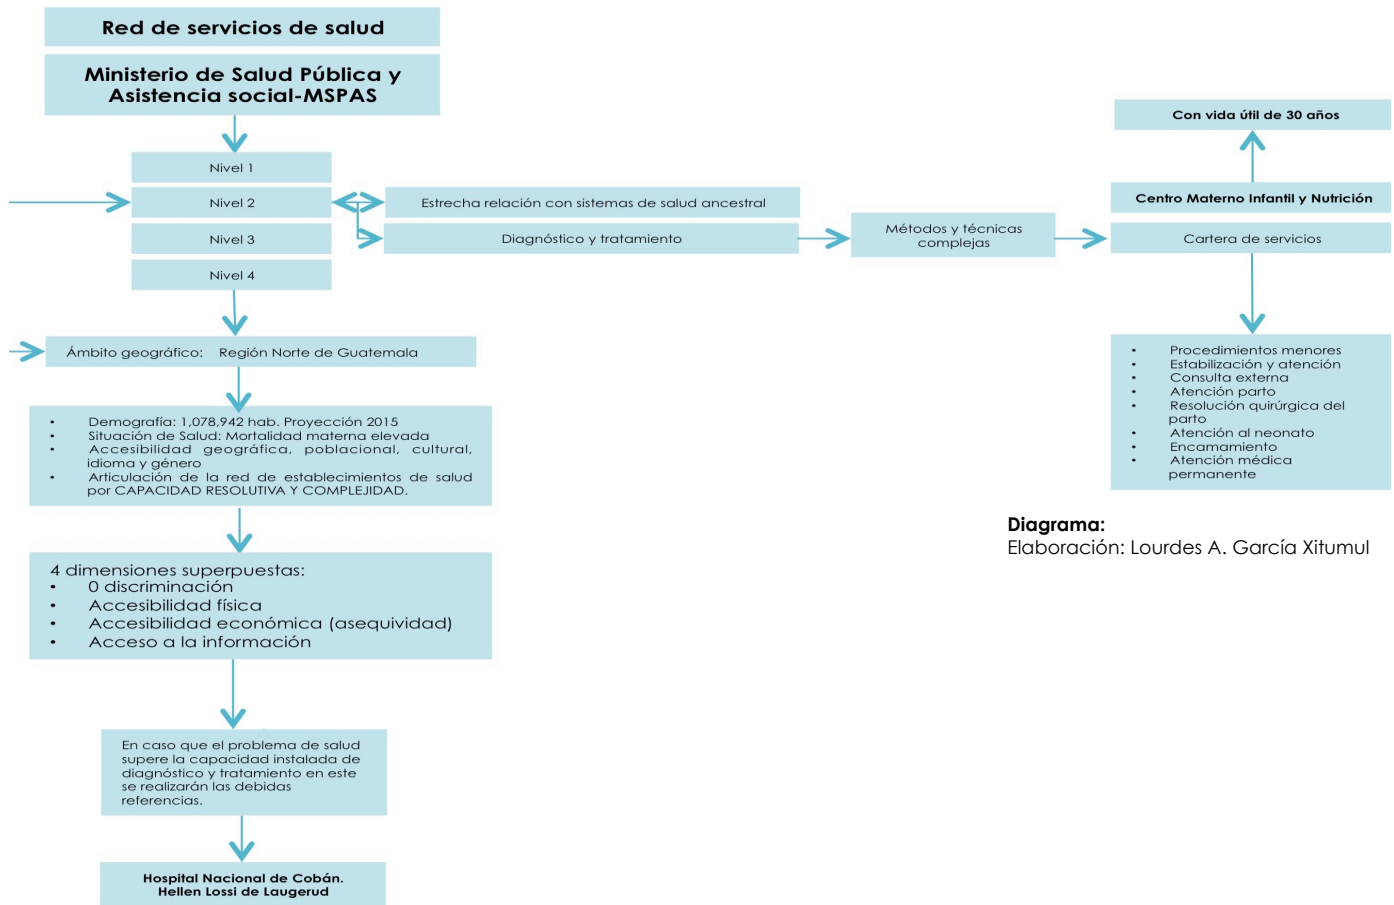 Red de servicios de salud
Ministerio de Salud Pública y
Asistencia social-MSPAS
Nivel 1
Nivel 2
Nivel 3
Nivel 4
Estrecha relación con sistemas de salud ancestral
Diagnóstico y tratamiento
Métodos y técnicas
complejas
Con vida útil de 30 años
Centro Materno Infantil y Nutrición
Cartera de servicios
• Procedimientos menores
• Estabilización y atención
• Consulta externa
• Atención parto
• Resolución quirúrgica del
parto
• Atención al neonato
• Encamamiento
• Atención médica
permanente
Diagrama:
Elaboración: Lourdes A. García Xitumul
Ámbito geográfico: Región Norte de Guatemala
• Demografía: 1,078,942 hab. Proyección 2015
• Situación de Salud: Mortalidad materna elevada
• Accesibilidad geográfica, poblacional, cultural,
idioma y género
• Articulación de la red de establecimientos de salud
por CAPACIDAD RESOLUTIVA Y COMPLEJIDAD.
4 dimensiones superpuestas:
• 0 discriminación
• Accesibilidad física
• Accesibilidad económica (asequividad)
• Acceso a la información
En caso que el problema de salud
supere la capacidad instalada de
diagnóstico y tratamiento en este
se realizarán las debidas
referencias.
Hospital Nacional de Cobán.
Hellen Lossi de Laugerud